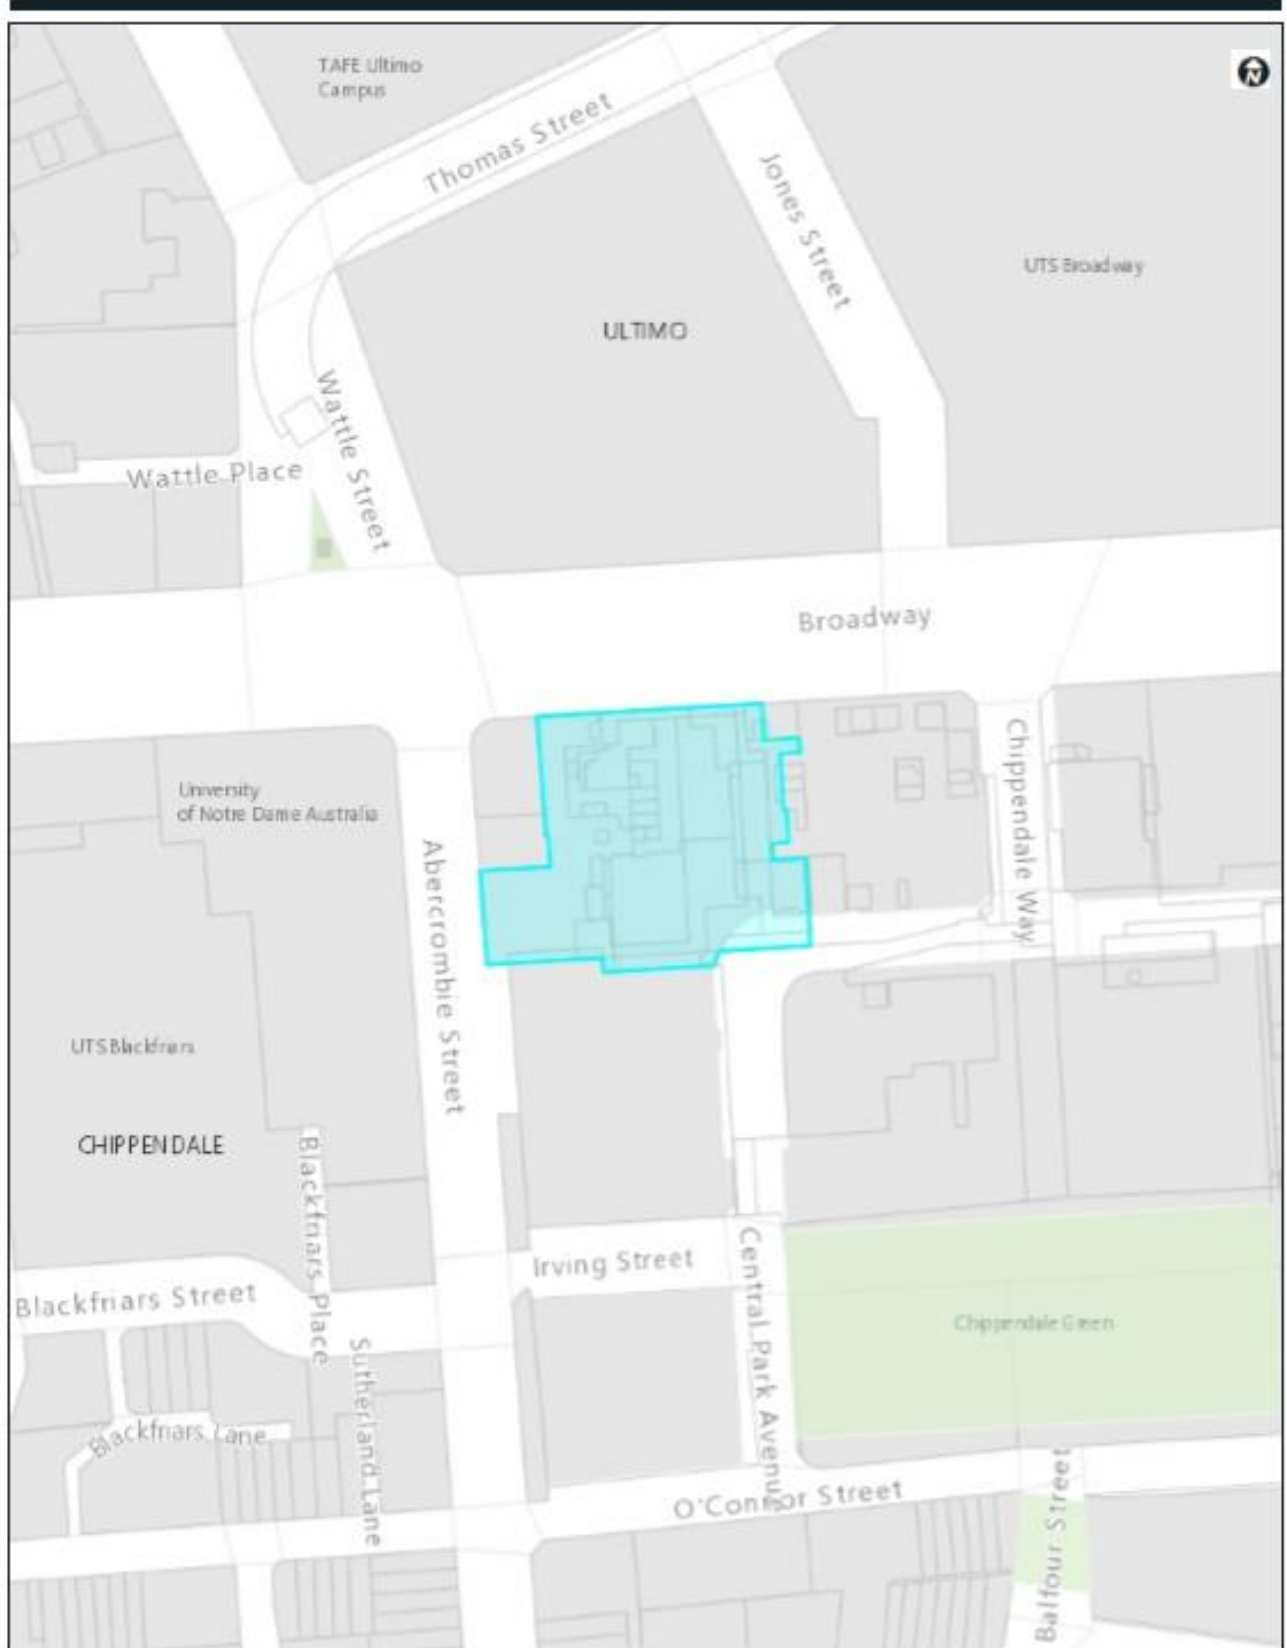 TAFE Ultimo
Campus
N
Thomas Street
Jones Street
UTS Broadway
ULTIMO
Wattle Street
Wattle Place
Broadway
Chippendale Way
University
of Notre Dame Australia
Abercrombie Street
UTS Blackfriars
CHIPPENDALE
Blackfriars Place
Irving Street
Central Park Avenue
Blackfriars Street
Chippendale Green
Sutherland Lane
Blackfriars Lane
O'Connor Street
Balfour Street